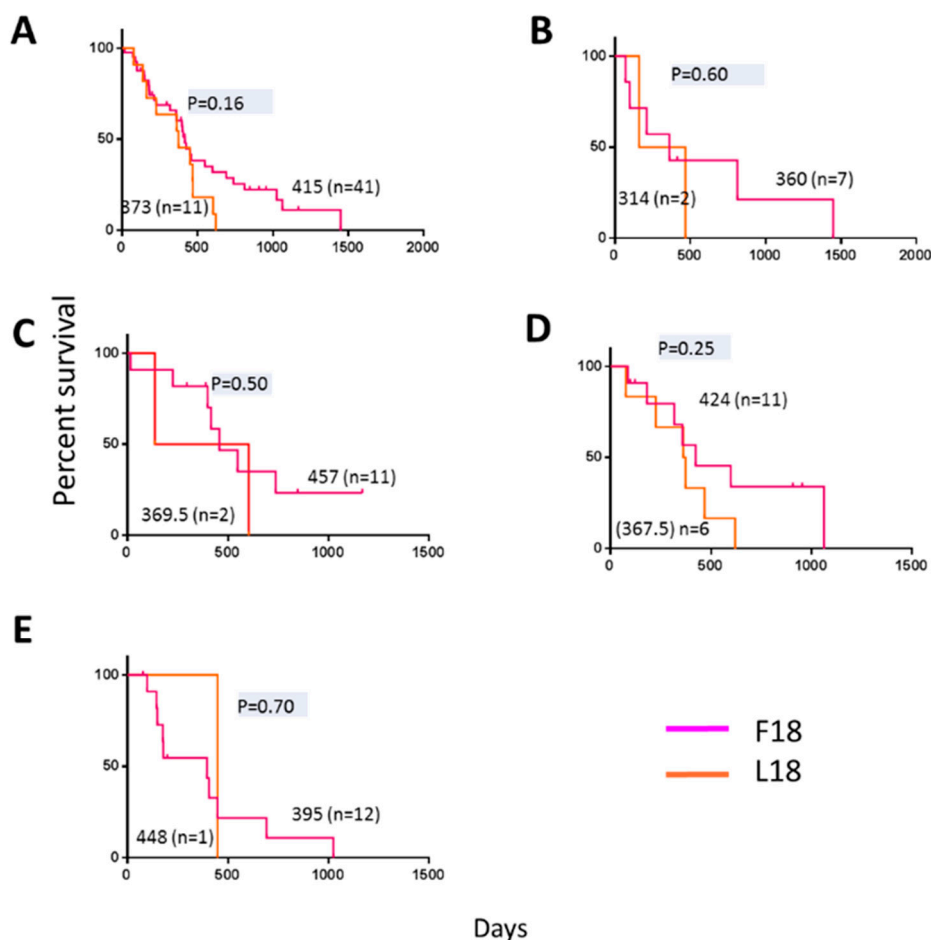 A
100
50
0
P=0.16
415 (n=41)
373 (n=11)
0 500 1000 1500 2000
B
100
50
0
P=0.60
360 (n=7)
314 (n=2)
0 500 1000 1500 2000
Percent survival
C
100
50
0
P=0.50
457 (n=11)
369.5 (n=2)
0 500 1000 1500
D
P=0.25
100
50
0
424 (n=11)
(367.5) n=6
0 500 1000 1500
E
100
50
0
P=0.70
395 (n=12)
448 (n=1)
0 500 1000 1500
F18
L18
Days